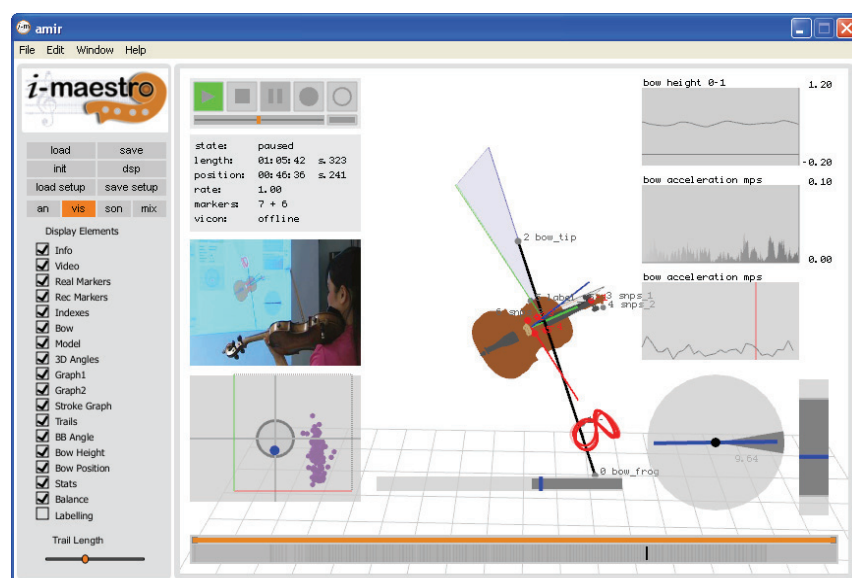 amir
File Edit Window Help
i-maestro
load save
init dsp
load setup save setup
an vis son mix
Display Elements
Info
Video
Real Markers
Rec Markers
Indexes
Bow
Model
3D Angles
Graph1
Graph2
Stroke Graph
Trails
BB Angle
Bow Height
Bow Position
Stats
Balance
Labelling
Trail Length
state: paused
length: 01:05:42 s.323
position: 00:46:36 s.241
rate: 1.00
markers: 7 + 6
vicon: offline
2 bow_tip
label
3 snps_1
4 snps_2
0 bow_frog
bow height 0-1 1.20
-0.20
bow acceleration mps 0.10
0.00
bow acceleration mps
9.64